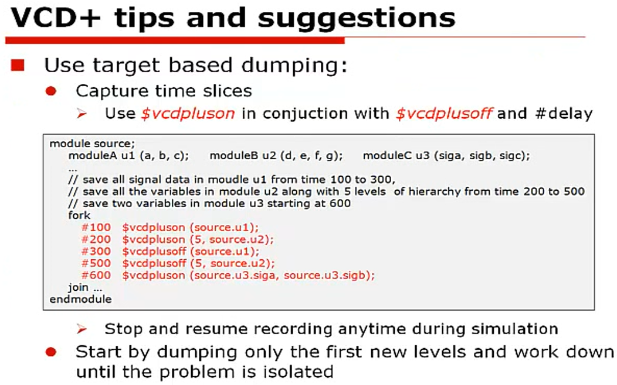 VCD+ tips and suggestions
Use target based dumping:
Capture time slices
Use $vcdpluson in conjuction with $vcdplusoff and #delay
module source;
moduleA u1 (a, b, c); moduleB u2 (d, e, f, g); moduleC u3 (siga, sigb, sigc);
...
// save all signal data in moudle u1 from time 100 to 300,
// save all the variables in module u2 along with 5 levels of hierarchy from time 200 to 500
// save two variables in module u3 starting at 600
fork
#100 $vcdpluson (source.u1);
#200 $vcdpluson (5, source.u2);
#300 $vcdplusoff (source.u1);
#500 $vcdplusoff (5, source.u2);
#600 $vcdpluson (source.u3.siga, source.u3.sigb);
join ...
endmodule
Stop and resume recording anytime during simulation
Start by dumping only the first new levels and work down
until the problem is isolated